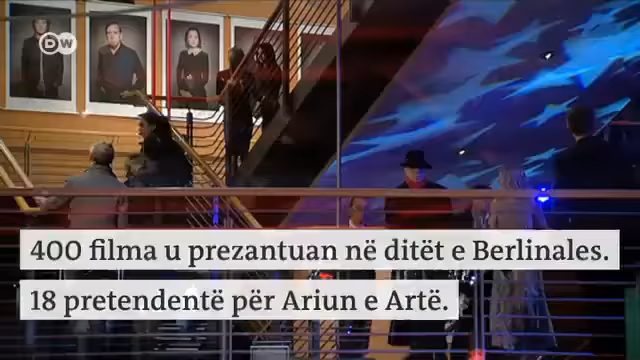 DW
400 filma u prezantuan në ditët e Berlinales.
18 pretendentë për Ariun e Artë.